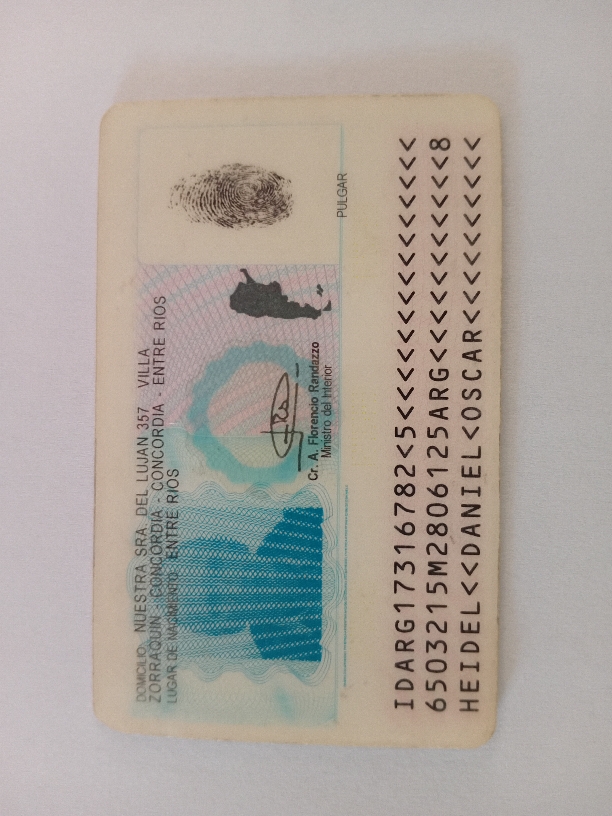 DOMICILIO: NUESTRA SRA. DEL LUJAN 357 VILLA
ZORRAQUIN - CONCORDIA - CONCORDIA - ENTRE RIOS
LUGAR DE NACIMIENTO: ENTRE RIOS
Cr. A. Florencio Randazzo
Ministro del Interior
PULGAR
IDARG17316782<5<<<<<<<<<<<<<<<
6503215M2806125ARG<<<<<<<<<<<8
HEIDEL<<DANIEL<OSCAR<<<<<<<<<<